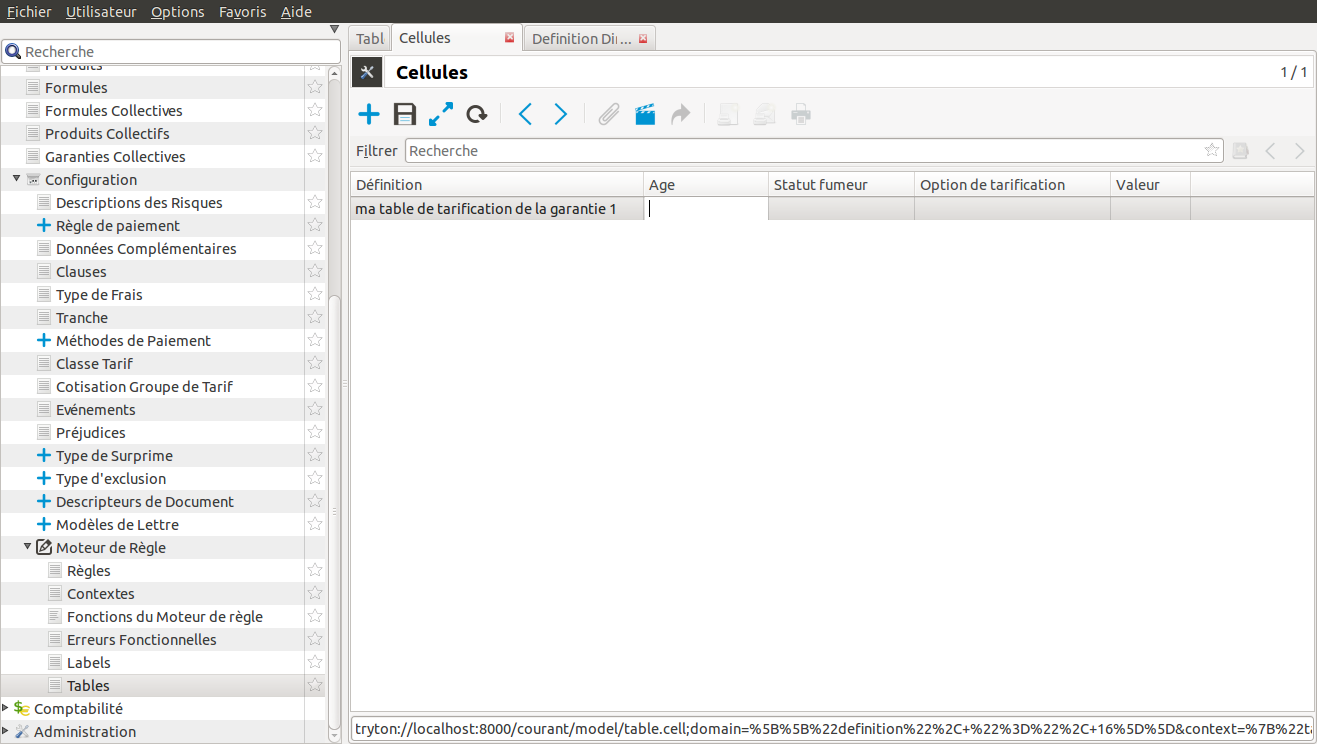 Fichier Utilisateur Options Favoris Aide
Recherche
Produits
Formules
Formules Collectives
Produits Collectifs
Garanties Collectives
Configuration
Descriptions des Risques
Règle de paiement
Données Complémentaires
Clauses
Type de Frais
Tranche
Méthodes de Paiement
Classe Tarif
Cotisation Groupe de Tarif
Evénements
Préjudices
Type de Surprime
Type d'exclusion
Descripteurs de Document
Modèles de Lettre
Moteur de Règle
Règles
Contextes
Fonctions du Moteur de règle
Erreurs Fonctionnelles
Labels
Tables
Comptabilité
Administration
Tabl Cellules Definition Di...
Cellules 1 / 1
Filtrer Recherche
Définition Age Statut fumeur Option de tarification Valeur
ma table de tarification de la garantie 1
tryton://localhost:8000/courant/model/table.cell;domain=%5B%5B%22definition%22%2C+%22%3D%22%2C+16%5D%5D&context=%7B%22t